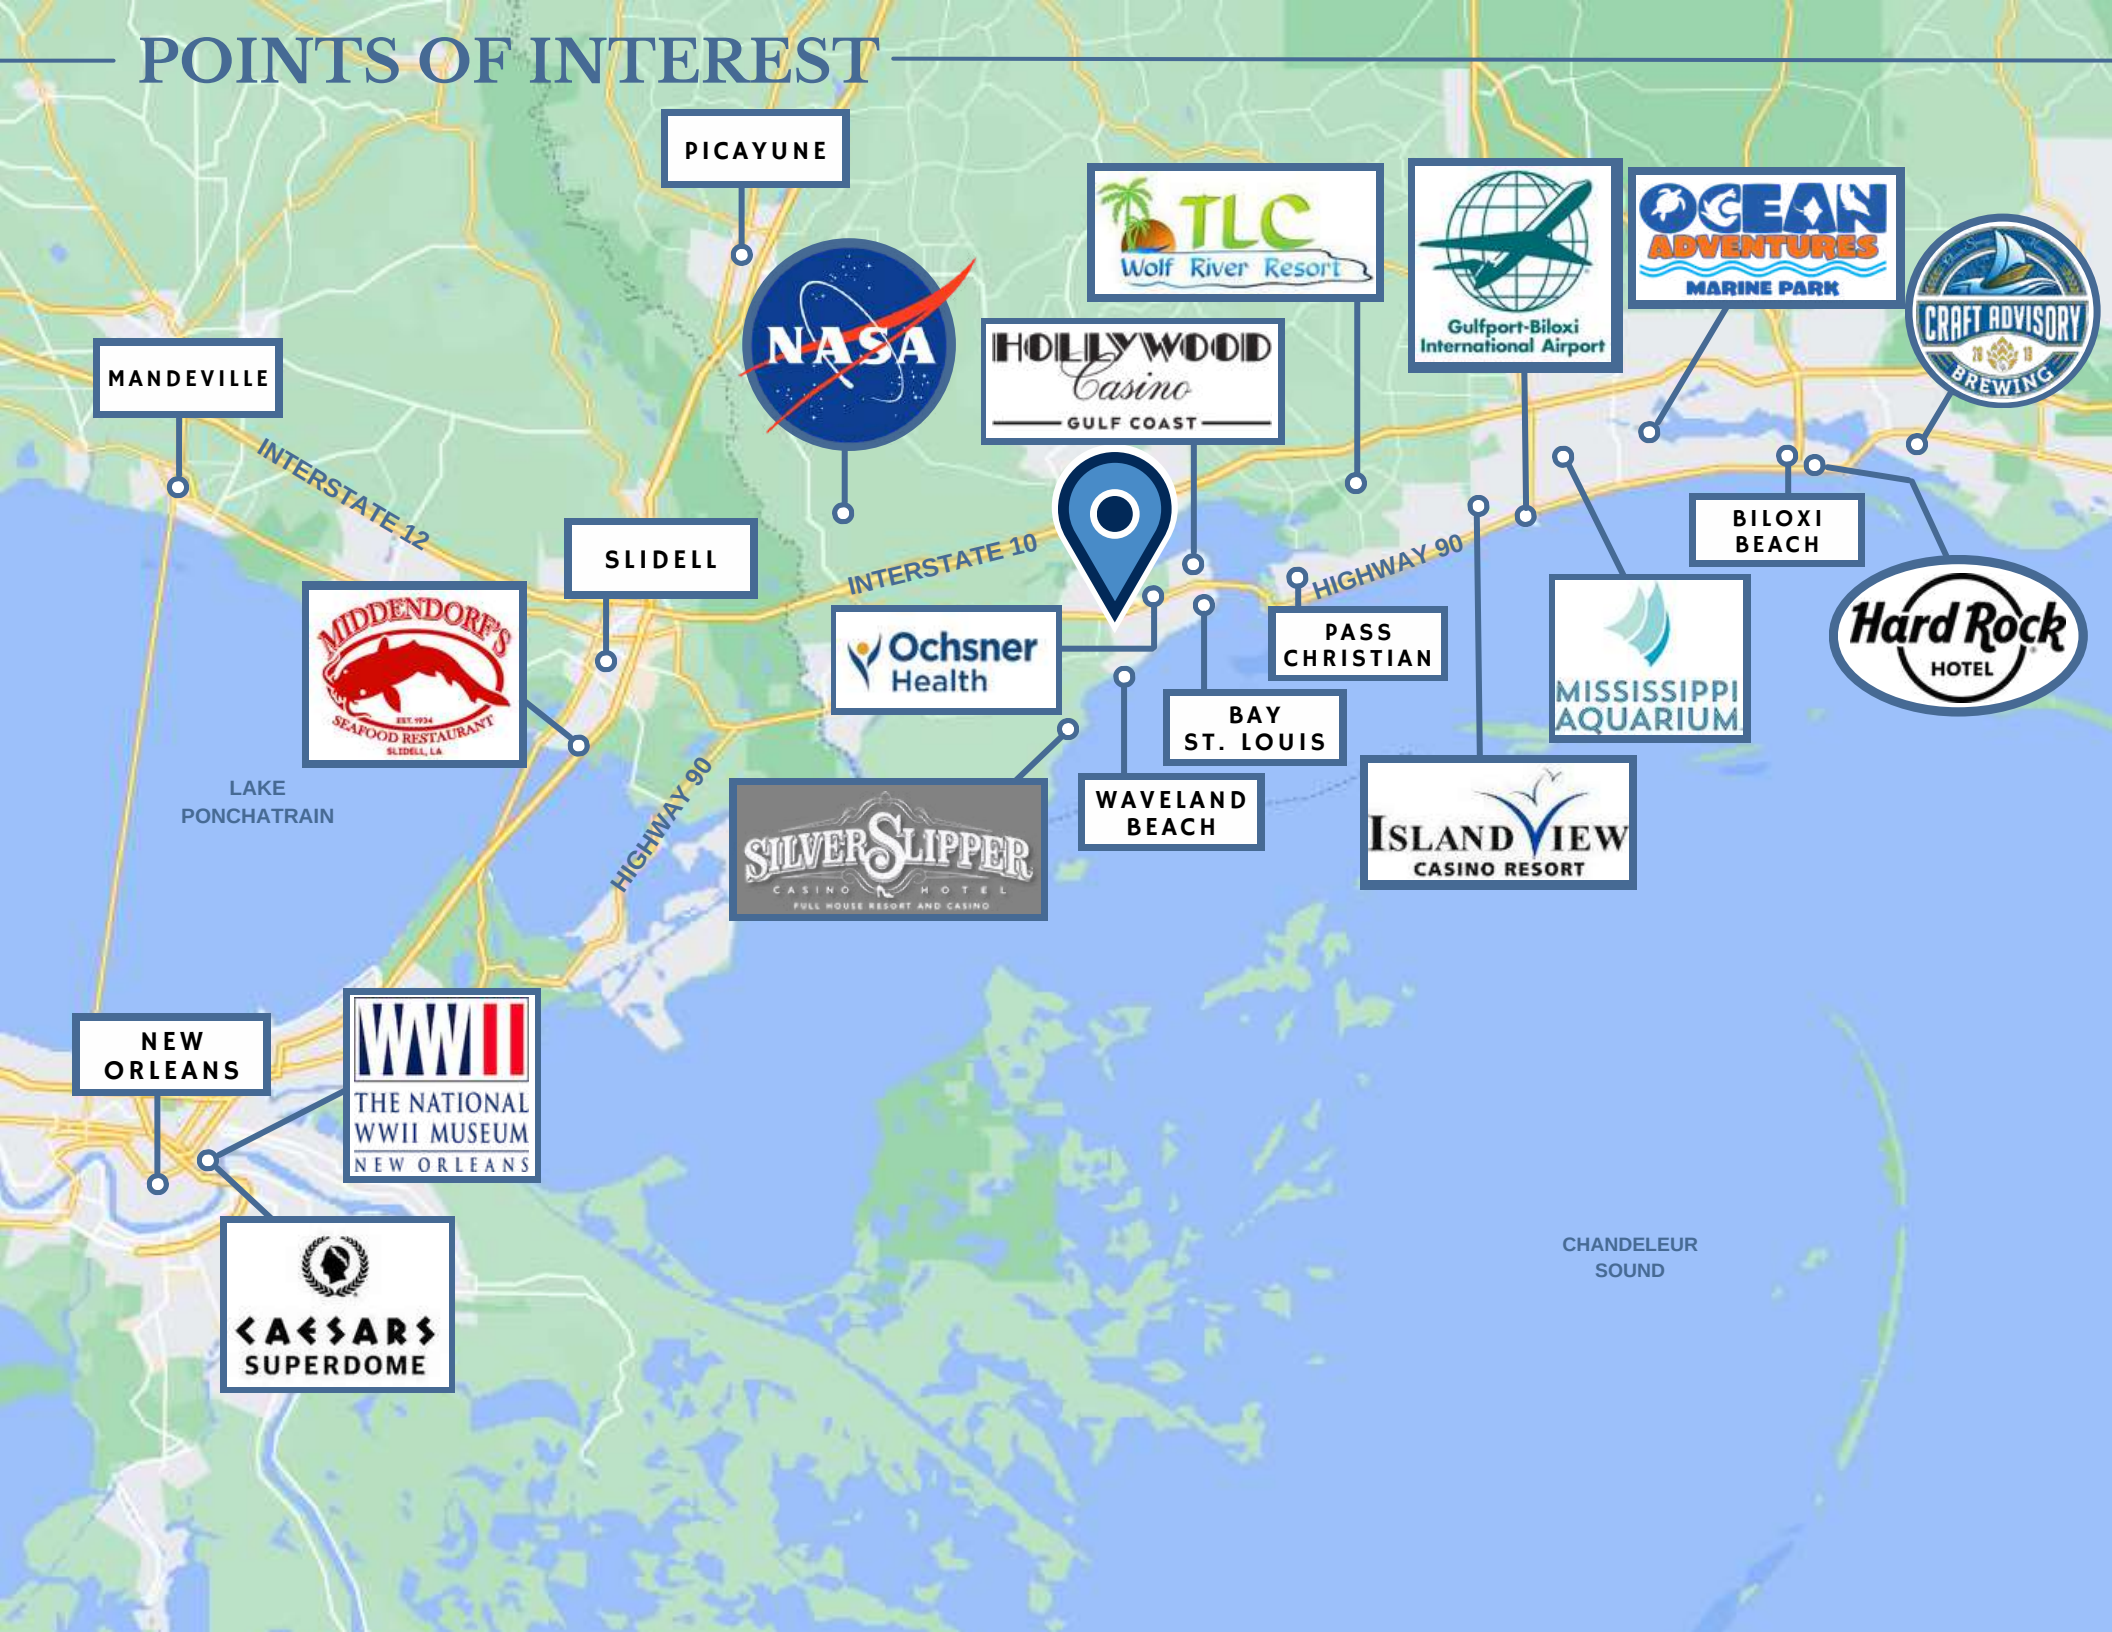 POINTS OF INTEREST
PICAYUNE
NASA
TLC
Wolf River Resort
Gulfport-Biloxi
International Airport
OCEAN
ADVENTURES
MARINE PARK
CRAFT ADVISORY
20 18
BREWING
HOLLYWOOD
Casino
GULF COAST
MANDEVILLE
INTERSTATE 12
SLIDELL
INTERSTATE 10
HIGHWAY 90
BILOXI
BEACH
MIDDENDORF'S
EST. 1934
SEAFOOD RESTAURANT
SLIDELL, LA
Ochsner
Health
PASS
CHRISTIAN
Hard Rock
HOTEL
MISSISSIPPI
AQUARIUM
BAY
ST. LOUIS
LAKE
PONCHATRAIN
HIGHWAY 90
SILVER SLIPPER
CASINO HOTEL
FULL HOUSE RESORT AND CASINO
WAVELAND
BEACH
ISLAND VIEW
CASINO RESORT
NEW
ORLEANS
WWII
THE NATIONAL
WWII MUSEUM
NEW ORLEANS
CAESARS
SUPERDOME
CHANDELEUR
SOUND